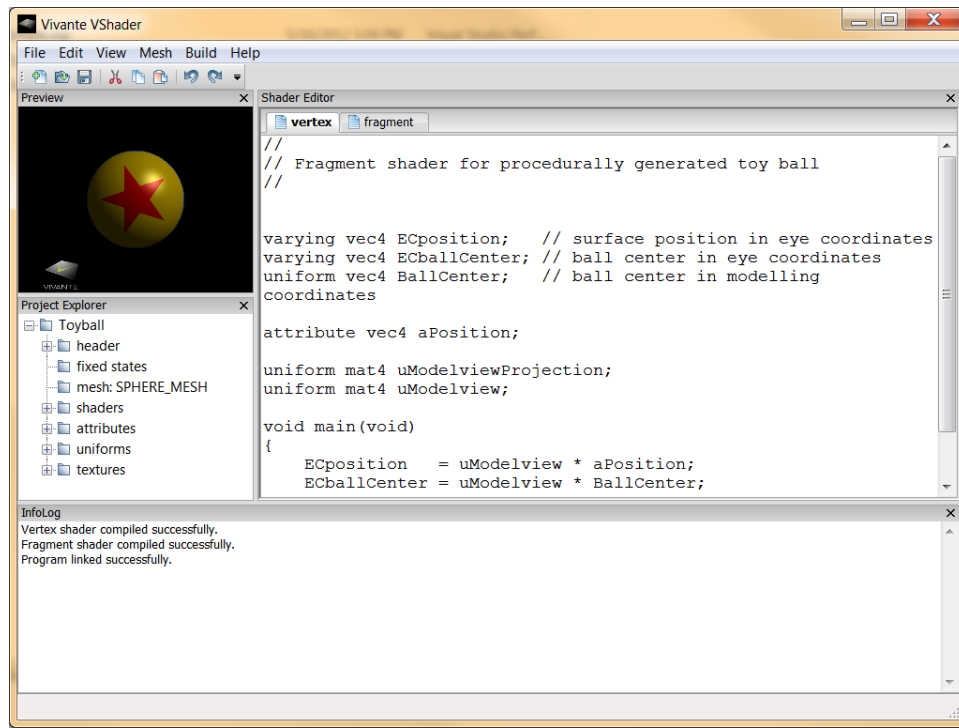 Vivante VShader
File Edit View Mesh Build Help
Preview
VIVANTE
Project Explorer
Toyball
header
fixed states
mesh: SPHERE_MESH
shaders
attributes
uniforms
textures
Shader Editor
vertex fragment
//
// Fragment shader for procedurally generated toy ball
//
varying vec4 ECposition;   // surface position in eye coordinates
varying vec4 ECballCenter; // ball center in eye coordinates
uniform vec4 BallCenter;   // ball center in modelling
coordinates
attribute vec4 aPosition;
uniform mat4 uModelviewProjection;
uniform mat4 uModelview;
void main(void)
{
    ECposition   = uModelview * aPosition;
    ECballCenter = uModelview * BallCenter;
InfoLog
Vertex shader compiled successfully.
Fragment shader compiled successfully.
Program linked successfully.